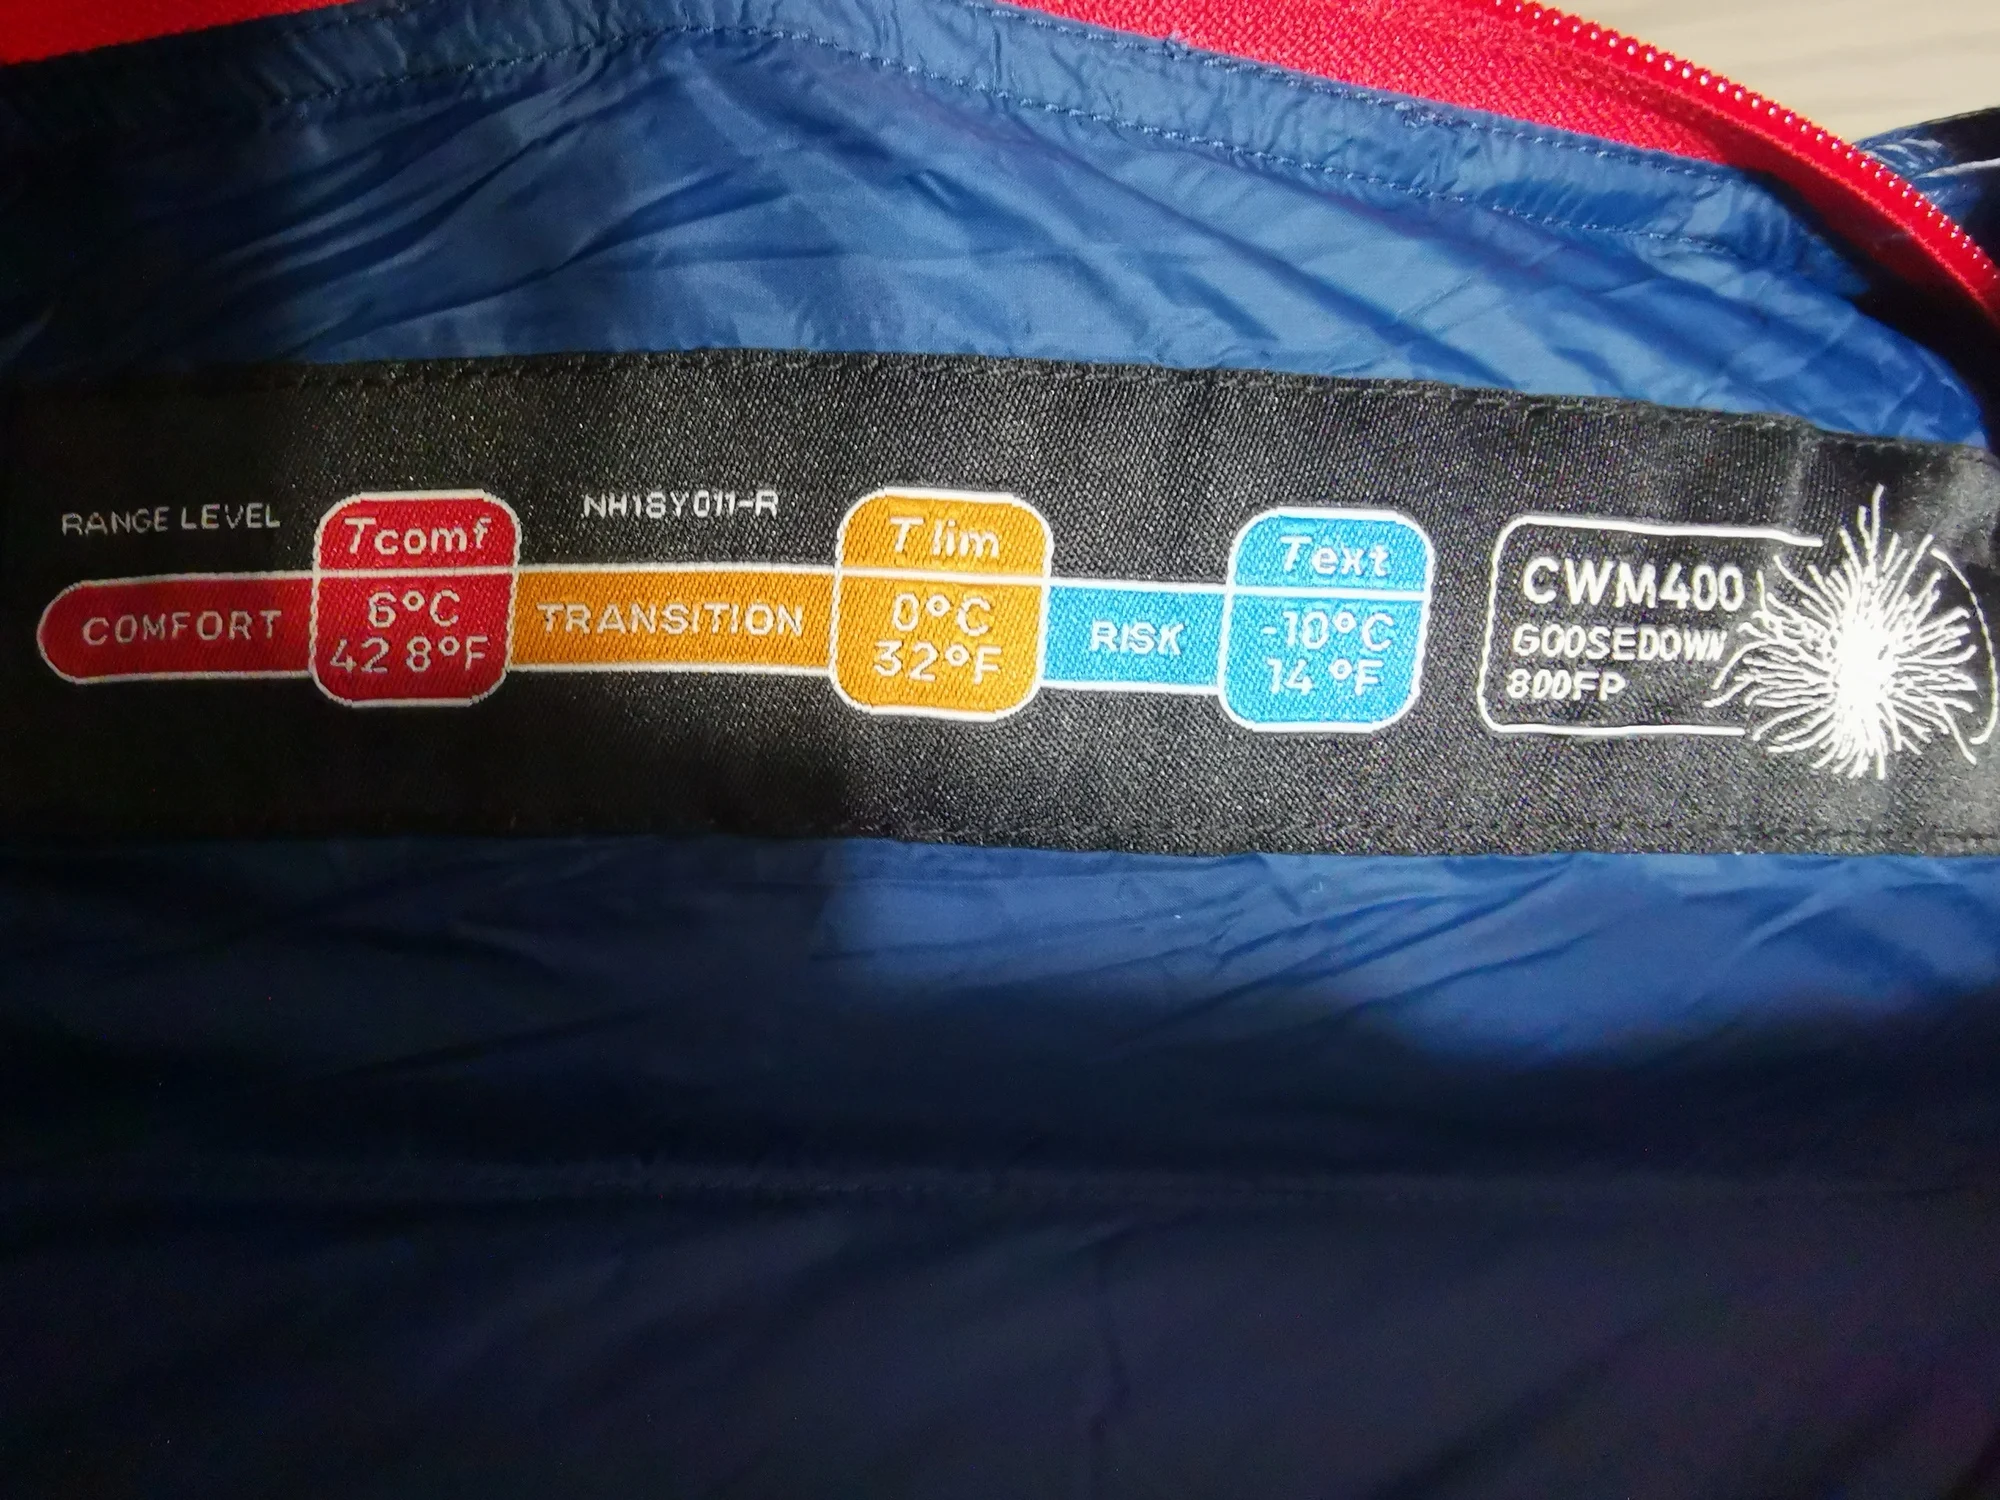 RANGE LEVEL
NH18Y011-R
COMFORT
Tcomf
6°C
42 8°F
TRANSITION
T lim
0°C
32°F
RISK
Text
-10°C
14 °F
CWM400
GOOSEDOWN
800FP